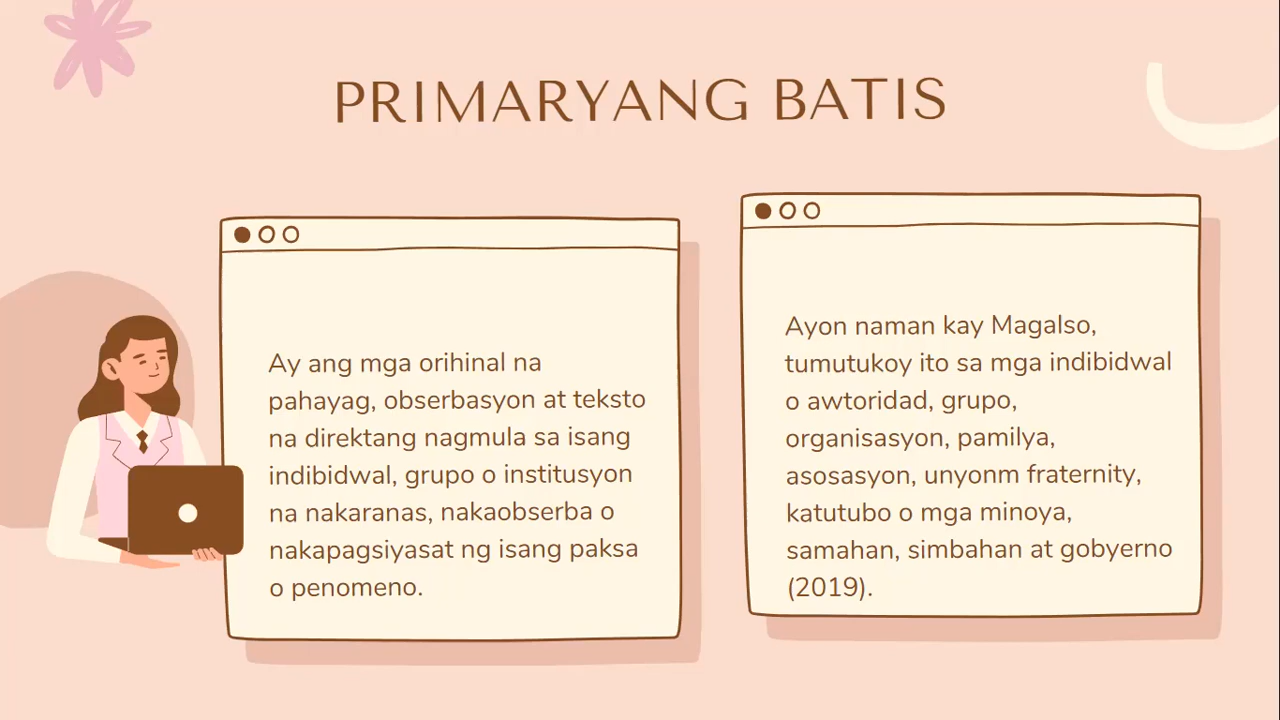 PRIMARYANG BATIS
Ay ang mga orihinal na
pahayag, obserbasyon at teksto
na direktang nagmula sa isang
indibidwal, grupo o institusyon
na nakaranas, nakaobserba o
nakapagsiyasat ng isang paksa
o penomeno.
Ayon naman kay Magalso,
tumutukoy ito sa mga indibidwal
o awtoridad, grupo,
organisasyon, pamilya,
asosasyon, unyonm fraternity,
katutubo o mga minoya,
samahan, simbahan at gobyerno
(2019).